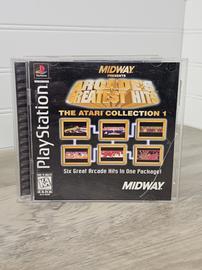 MIDWAY
PRESENTS
ARCADE'S
GREATEST HITS
THE ATARI COLLECTION 1
Six Great Arcade Hits In One Package!
MIDWAY
PlayStation